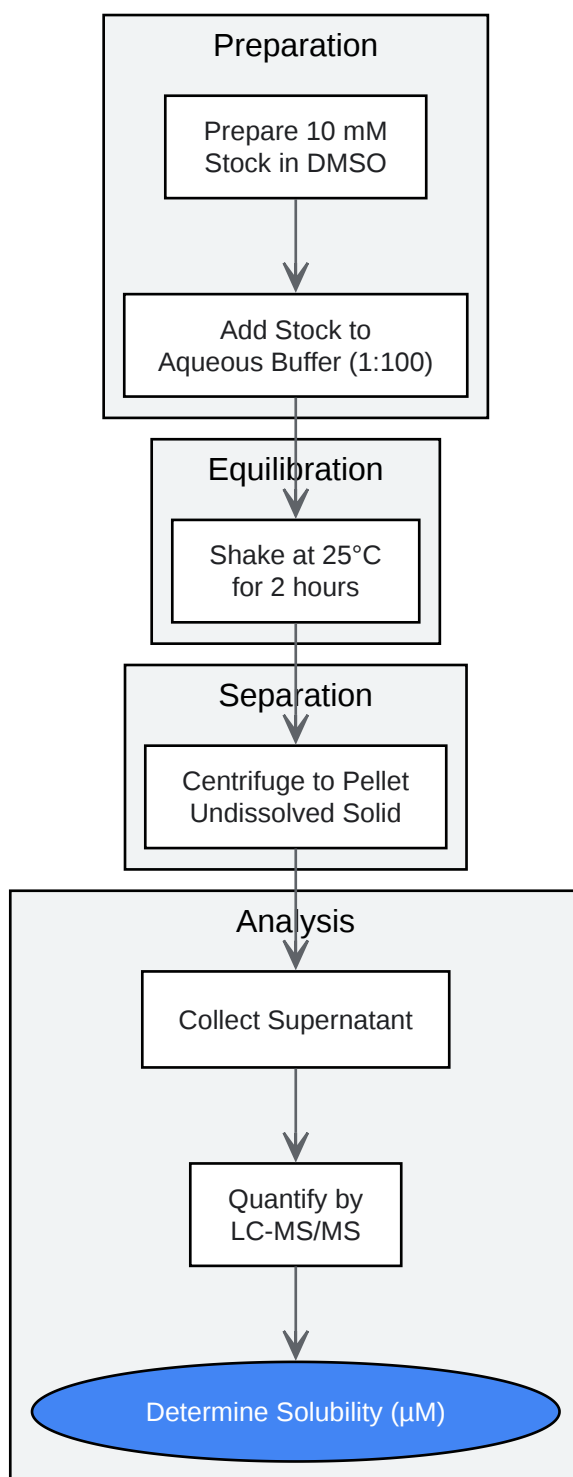 Preparation
Prepare 10 mM
Stock in DMSO
Add Stock to
Aqueous Buffer (1:100)
Equilibration
Shake at 25°C
for 2 hours
Separation
Centrifuge to Pellet
Undissolved Solid
Analysis
Collect Supernatant
Quantify by
LC-MS/MS
Determine Solubility (µM)